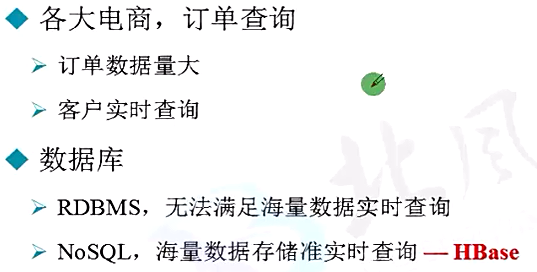 各大电商，订单查询
订单数据量大
客户实时查询
数据库
RDBMS，无法满足海量数据实时查询
NoSQL，海量数据存储准实时查询 — HBase
北风